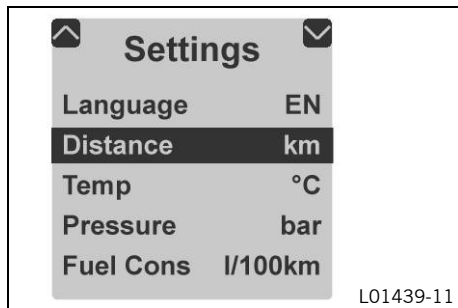 Settings
Language EN
Distance km
Temp °C
Pressure bar
Fuel Cons l/100km
L01439-11